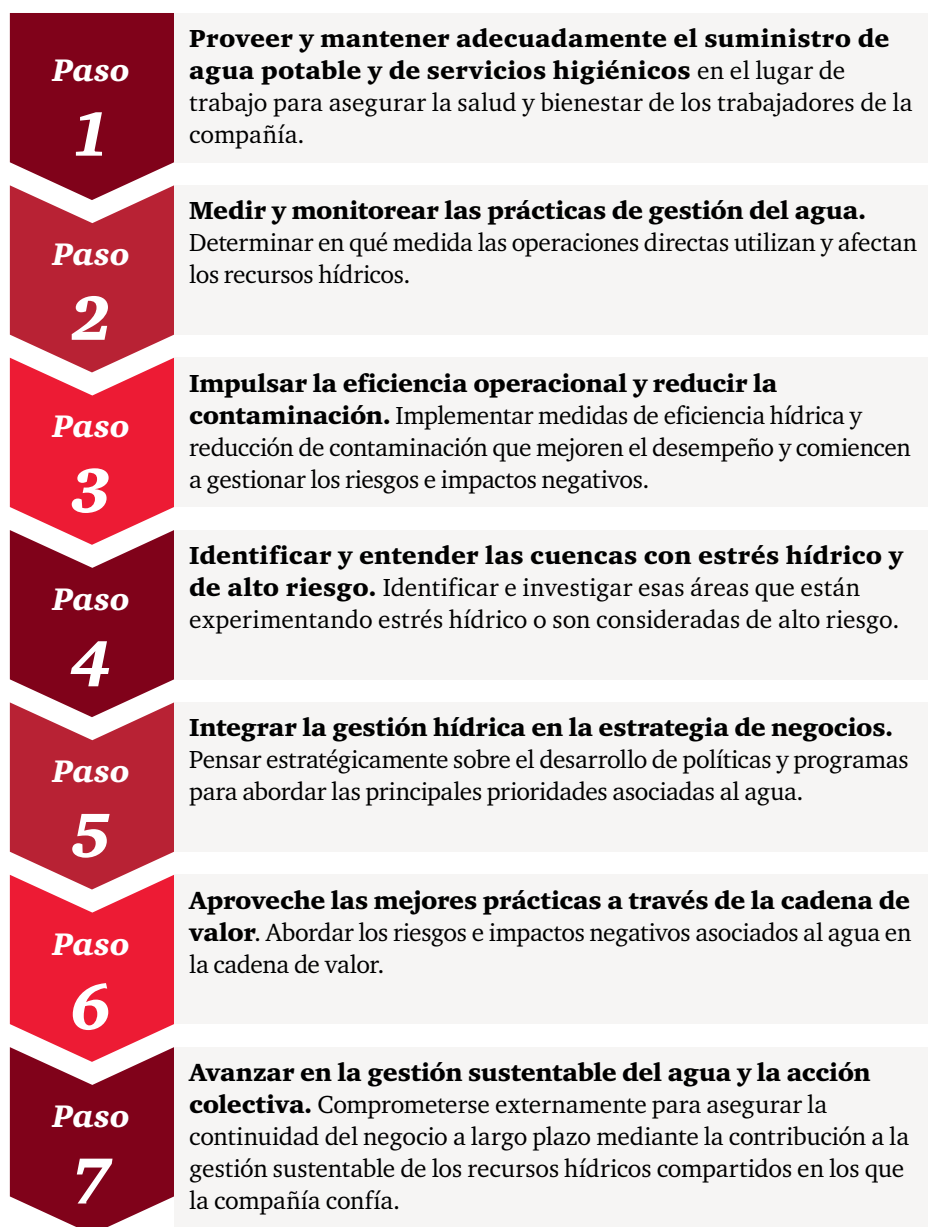 Paso
1
Proveer y mantener adecuadamente el suministro de
agua potable y de servicios higiénicos en el lugar de
trabajo para asegurar la salud y bienestar de los trabajadores de la
compañía.
Paso
2
Medir y monitorear las prácticas de gestión del agua.
Determinar en qué medida las operaciones directas utilizan y afectan
los recursos hídricos.
Paso
3
Impulsar la eficiencia operacional y reducir la
contaminación. Implementar medidas de eficiencia hídrica y
reducción de contaminación que mejoren el desempeño y comiencen
a gestionar los riesgos e impactos negativos.
Paso
4
Identificar y entender las cuencas con estrés hídrico y
de alto riesgo. Identificar e investigar esas áreas que están
experimentando estrés hídrico o son consideradas de alto riesgo.
Paso
5
Integrar la gestión hídrica en la estrategia de negocios.
Pensar estratégicamente sobre el desarrollo de políticas y programas
para abordar las principales prioridades asociadas al agua.
Paso
6
Aproveche las mejores prácticas a través de la cadena de
valor. Abordar los riesgos e impactos negativos asociados al agua en
la cadena de valor.
Paso
7
Avanzar en la gestión sustentable del agua y la acción
colectiva. Comprometerse externamente para asegurar la
continuidad del negocio a largo plazo mediante la contribución a la
gestión sustentable de los recursos hídricos compartidos en los que
la compañía confía.